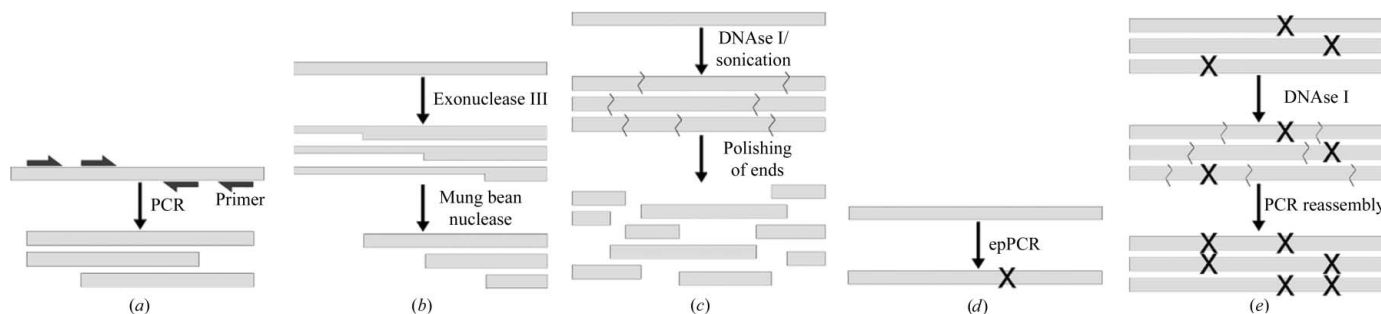 PCR
Primer
(a)
Exonuclease III
Mung bean
nuclease
(b)
DNAse I/
sonication
Polishing
of ends
(c)
epPCR
X
(d)
X
X
X
DNAse I
X
X
X
PCR reassembly
X X
X X
X X
(e)